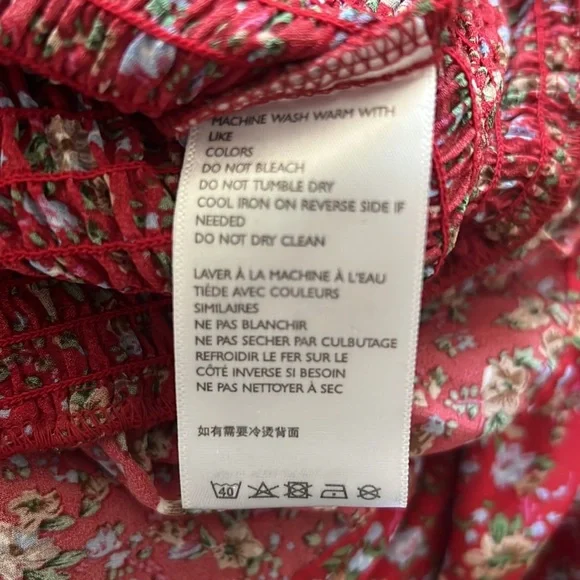 MACHINE WASH WARM WITH
LIKE
COLORS
DO NOT BLEACH
DO NOT TUMBLE DRY
COOL IRON ON REVERSE SIDE IF
NEEDED
DO NOT DRY CLEAN
LAVER À LA MACHINE À L'EAU
TIÈDE AVEC COULEURS
SIMILAIRES
NE PAS BLANCHIR
NE PAS SECHER PAR CULBUTAGE
REFROIDIR LE FER SUR LE
CÔTÉ INVERSE SI BESOIN
NE PAS NETTOYER À SEC
如有需要冷烫背面
40